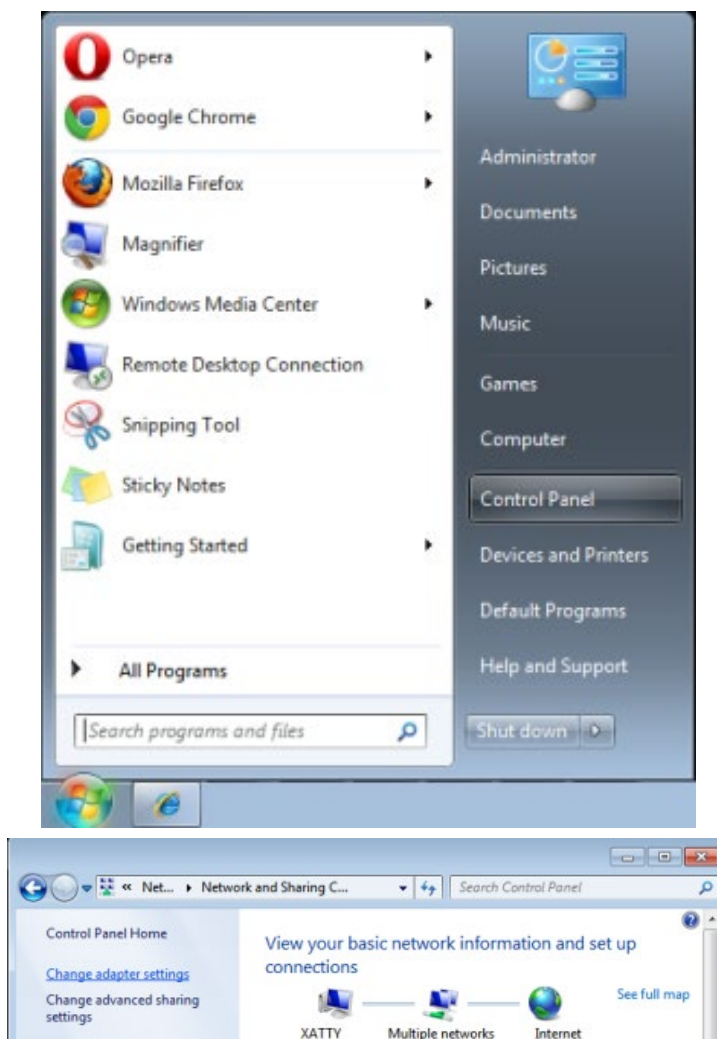 Opera
Google Chrome
Mozilla Firefox
Magnifier
Windows Media Center
Remote Desktop Connection
Snipping Tool
Sticky Notes
Getting Started
All Programs
Search programs and files
Administrator
Documents
Pictures
Music
Games
Computer
Control Panel
Devices and Printers
Default Programs
Help and Support
Shut down
« Net... Network and Sharing C...
Search Control Panel
Control Panel Home
Change adapter settings
Change advanced sharing
settings
View your basic network information and set up
connections
See full map
XATTY Multiple networks Internet